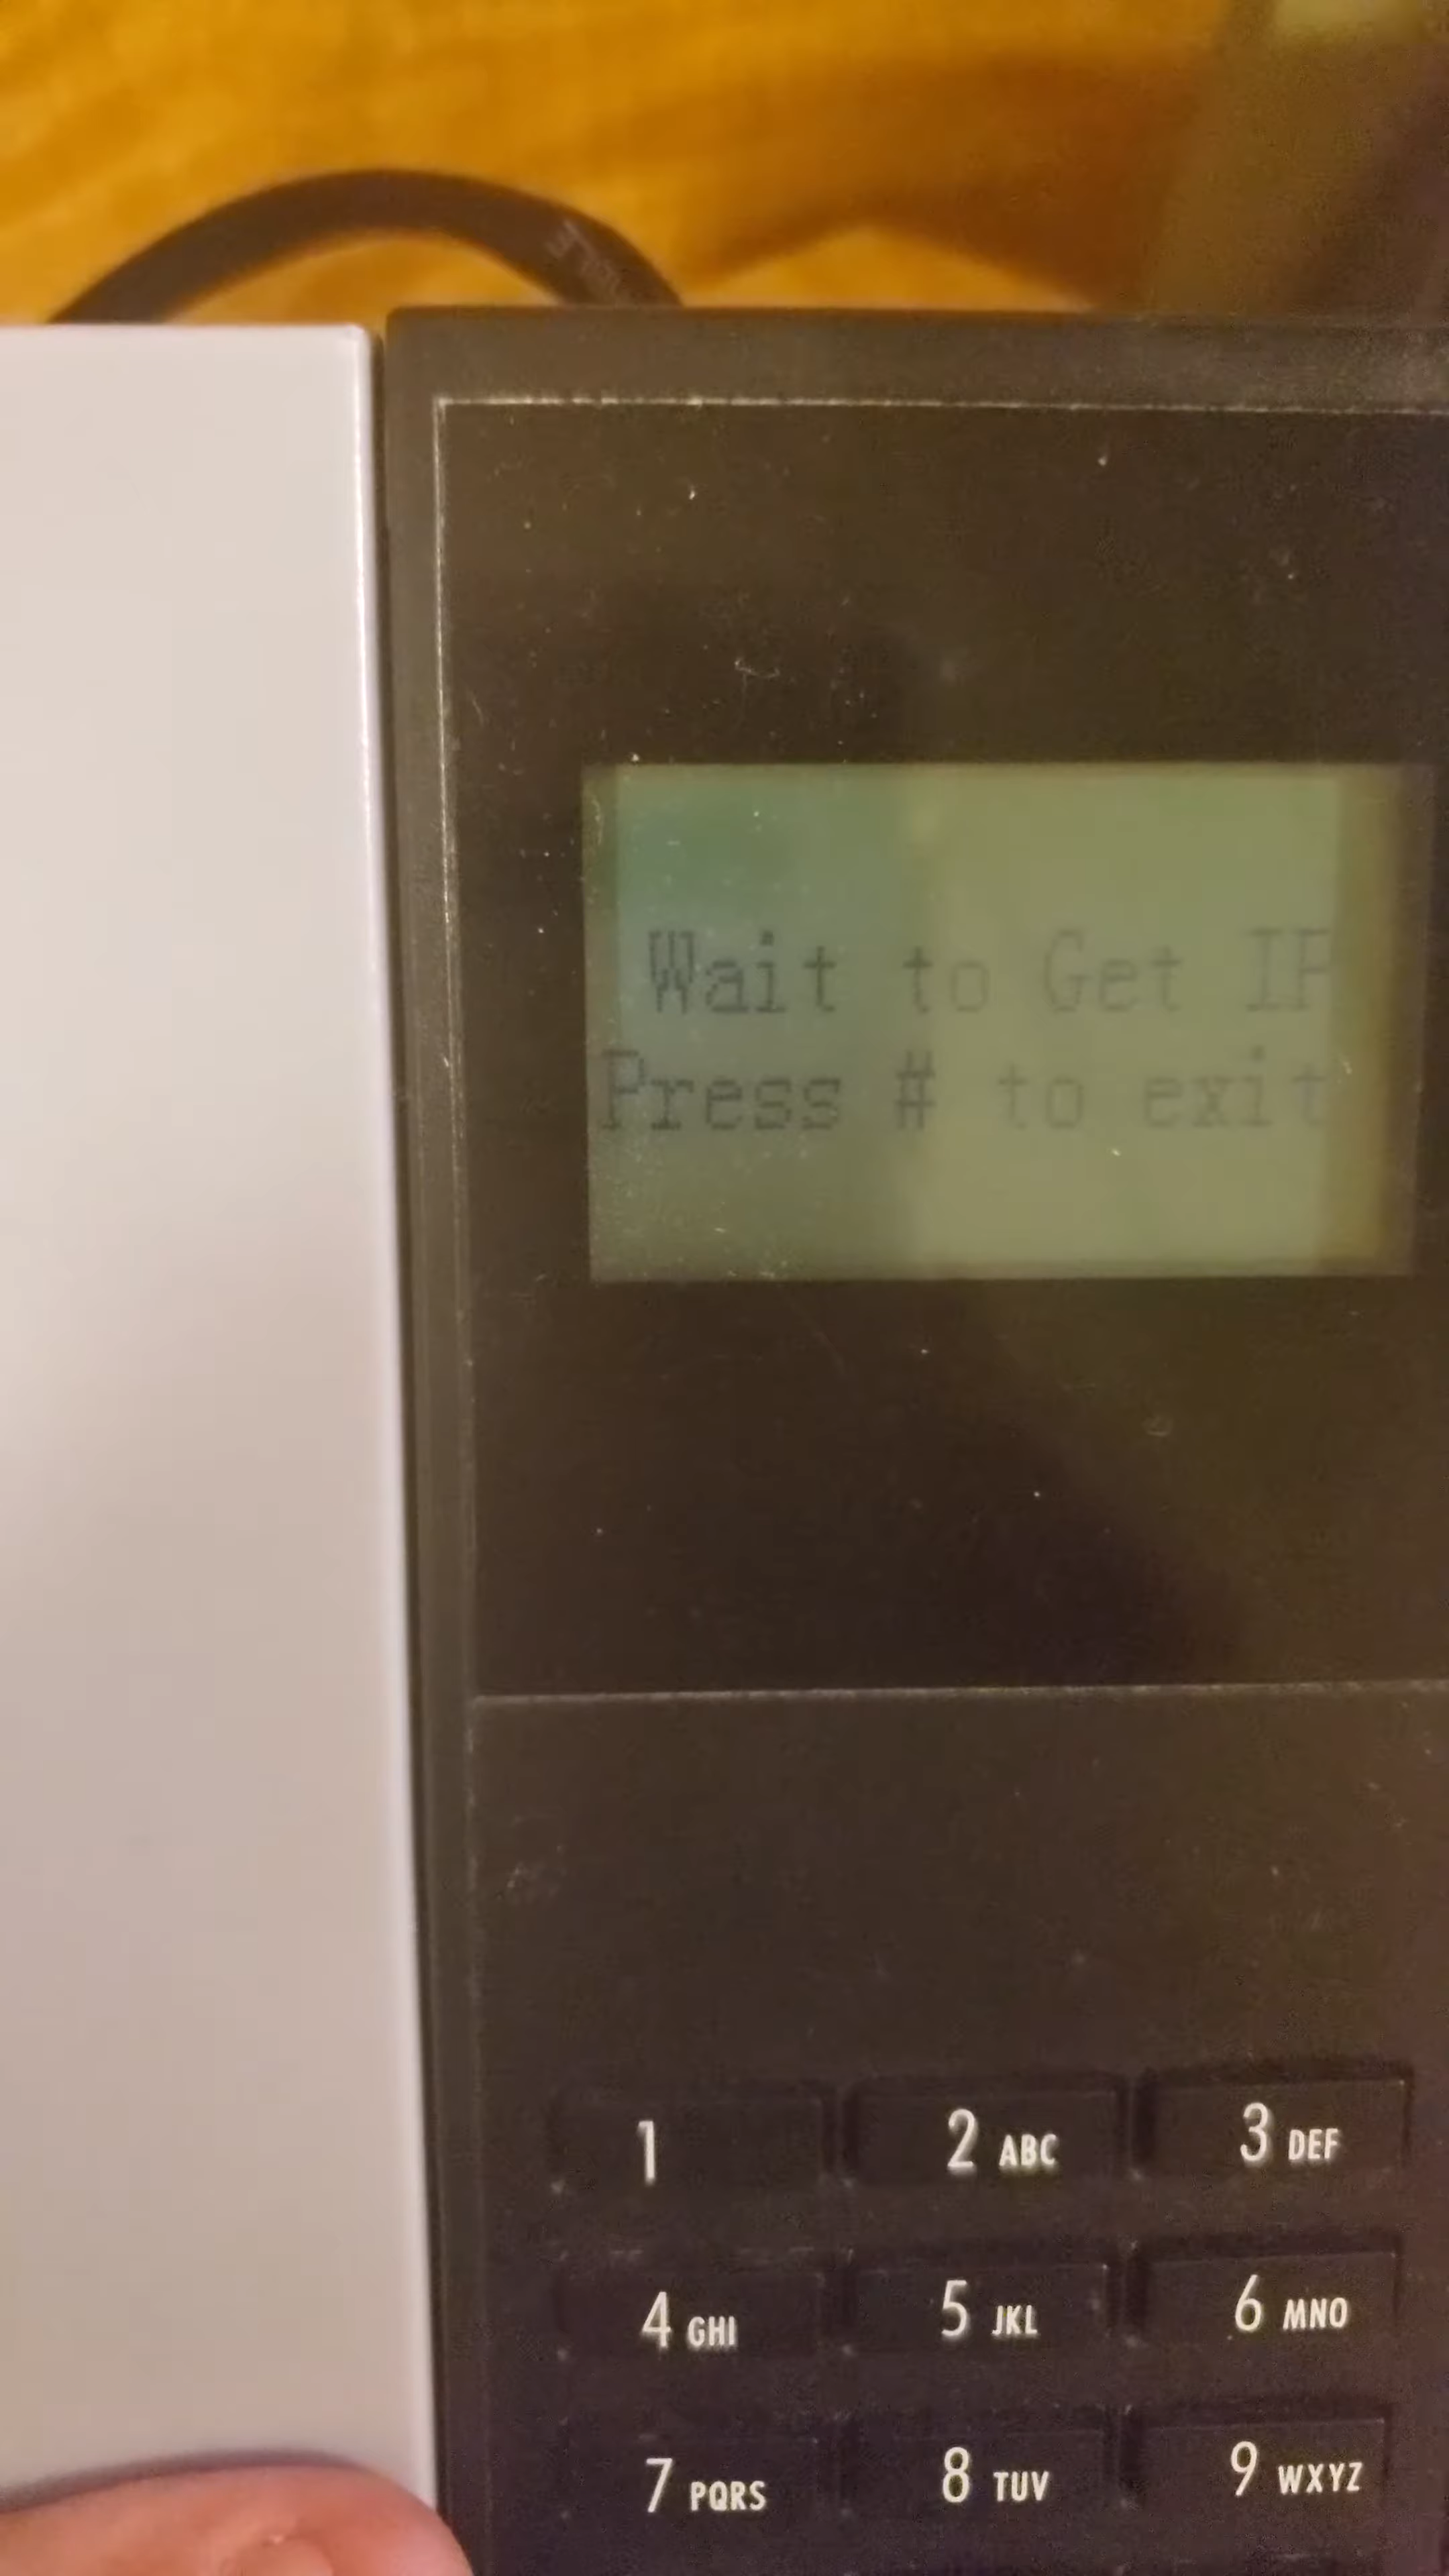 Wait to Get IP
Press # to exit
1
2 ABC
3 DEF
4 GHI
5 JKL
6 MNO
7 PQRS
8 TUV
9 WXYZ